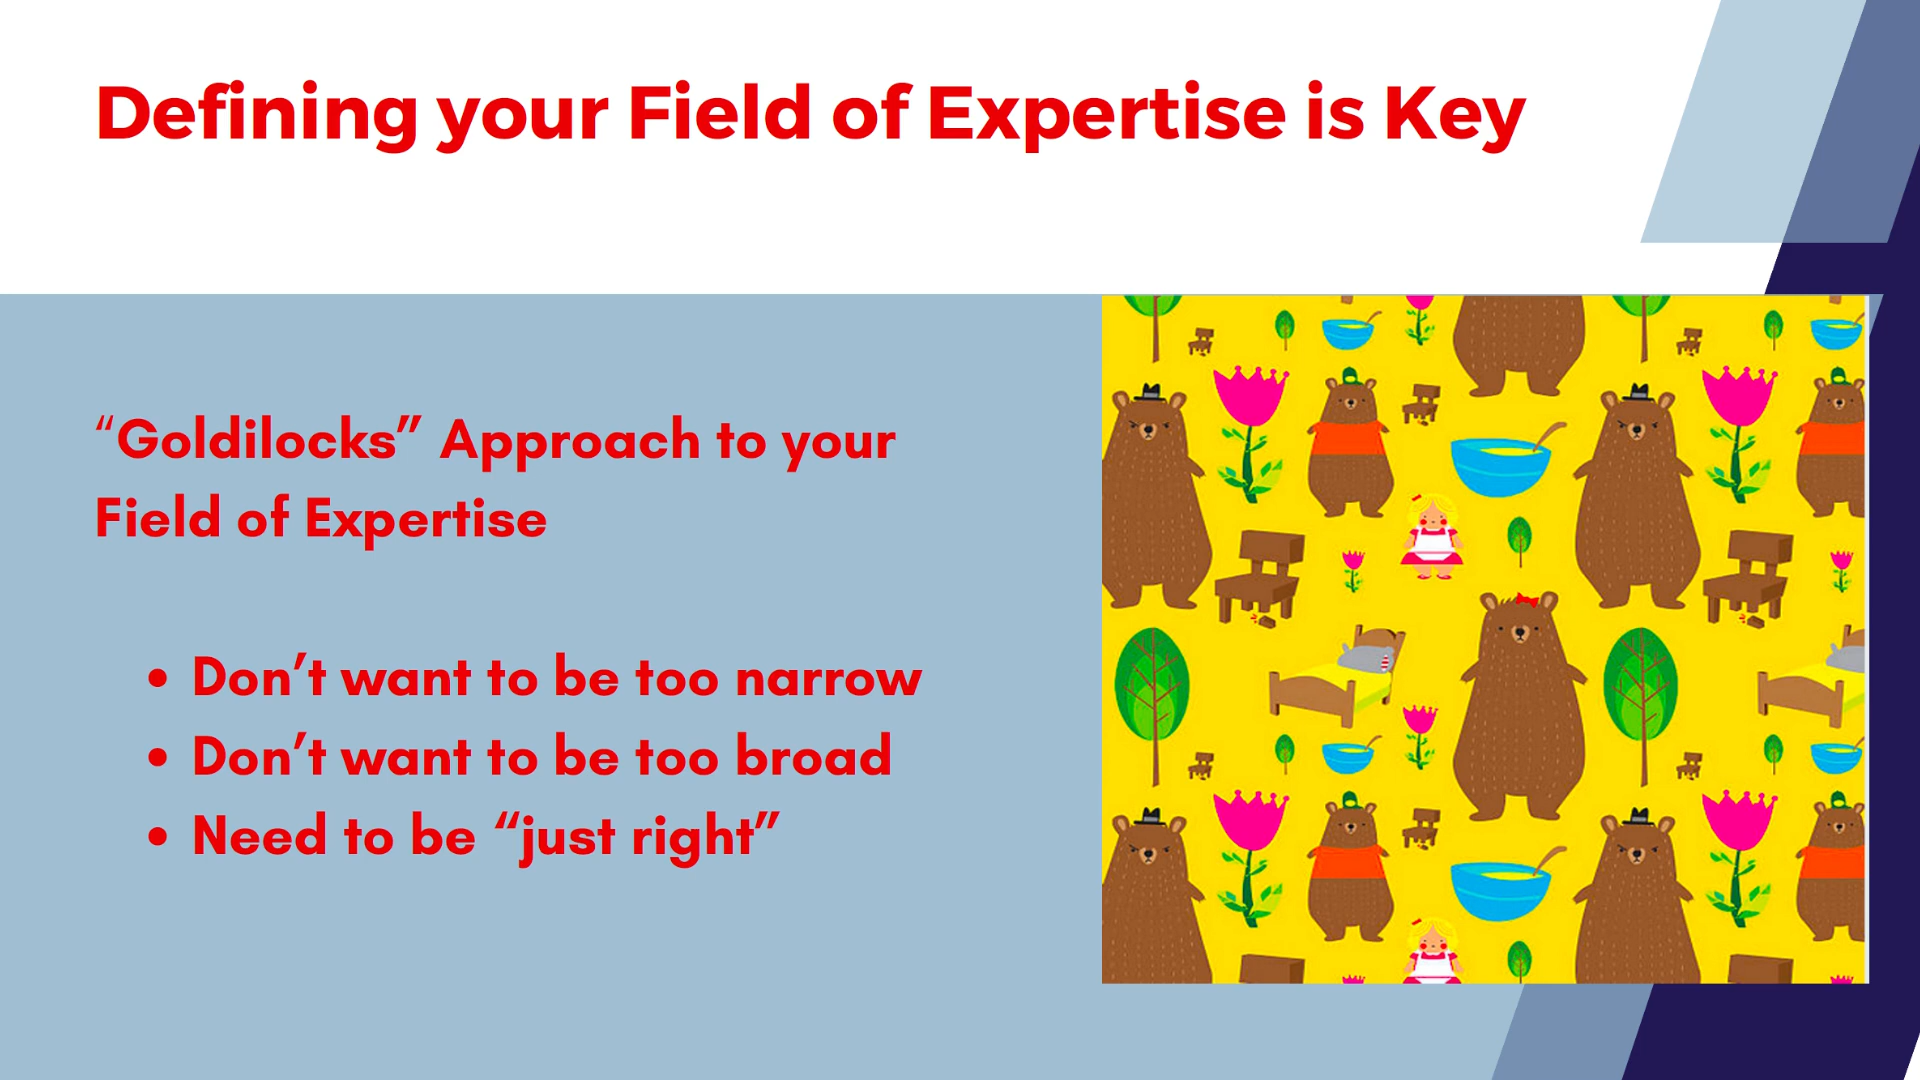 Defining your Field of Expertise is Key
“Goldilocks” Approach to your
Field of Expertise
• Don’t want to be too narrow
• Don’t want to be too broad
• Need to be “just right”